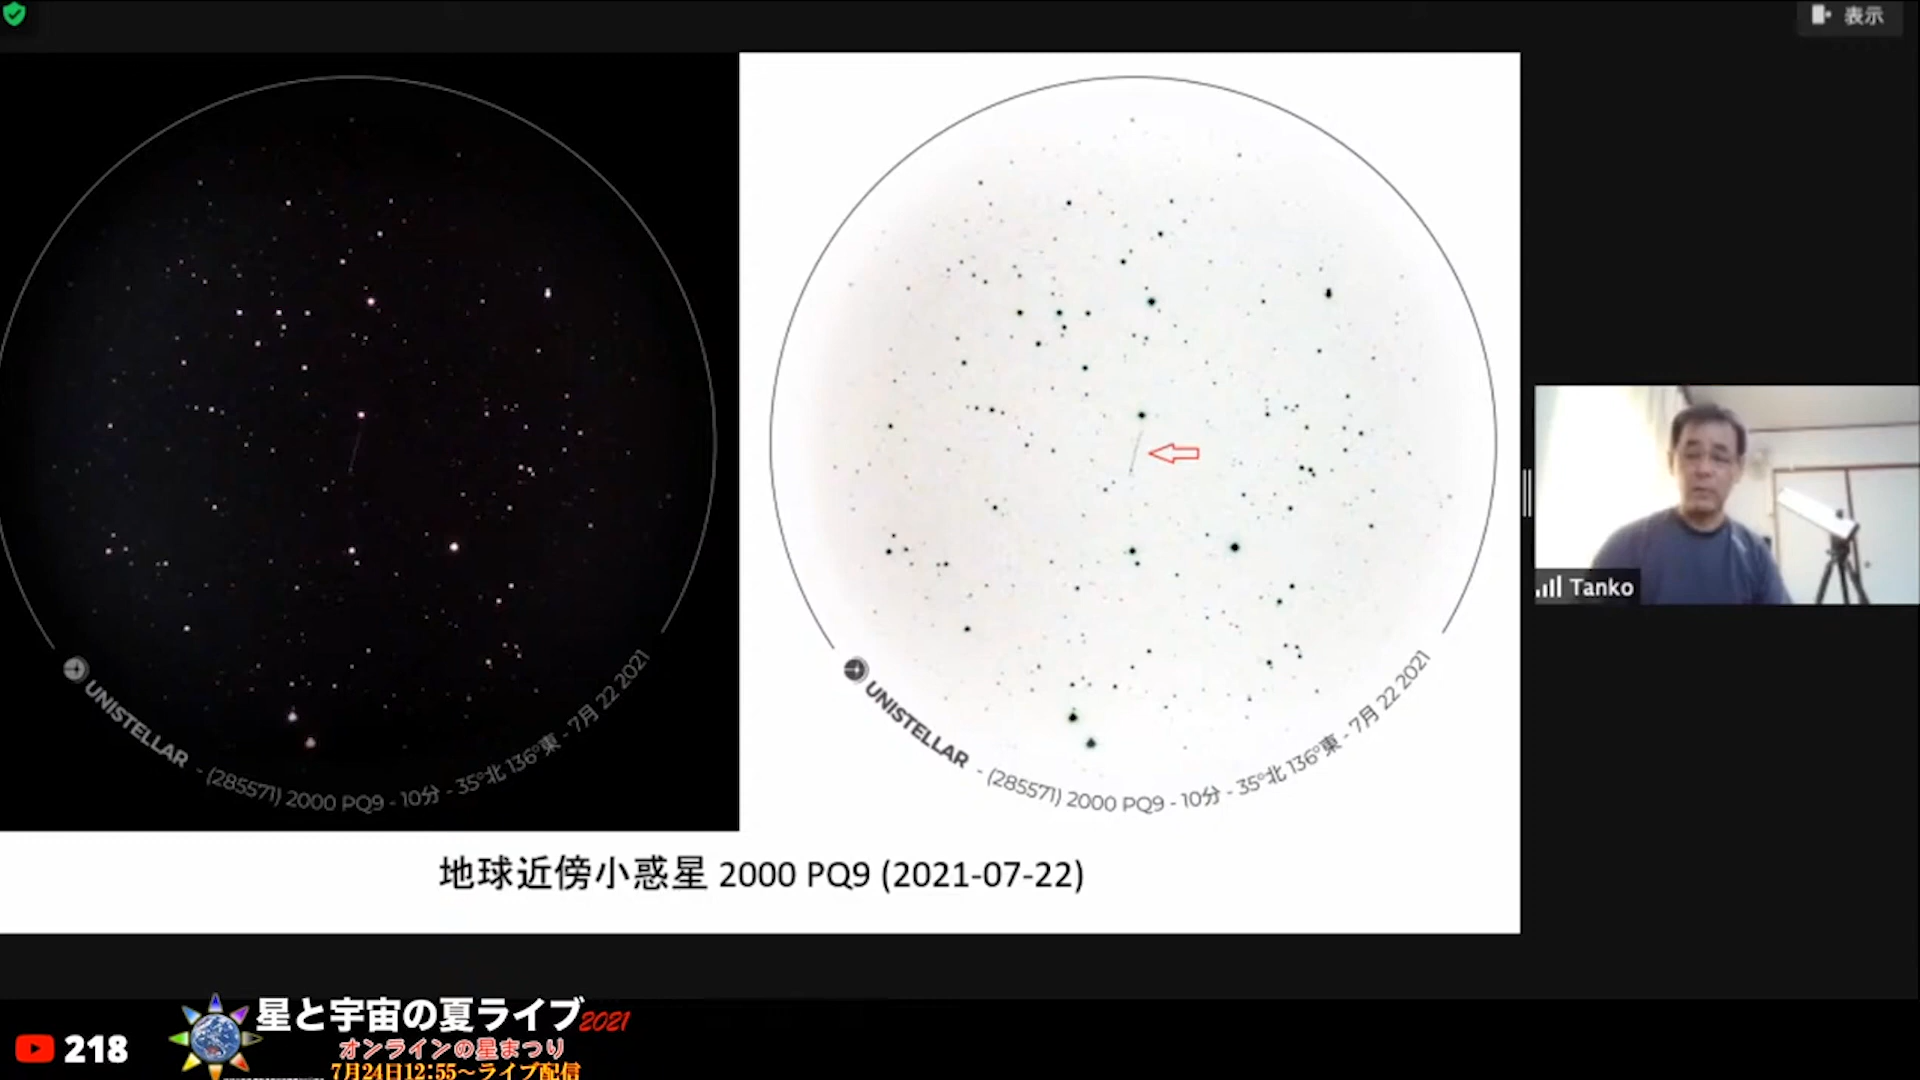 表示
UNISTELLAR - (285571) 2000 PQ9 - 10分 - 35°北 136°東 - 7月 22 2021
UNISTELLAR - (285571) 2000 PQ9 - 10分 - 35°北 136°東 - 7月 22 2021
Tanko
地球近傍小惑星 2000 PQ9 (2021-07-22)
218
星と宇宙の夏ライブ2021
オンラインの星まつり
7月24日12:55～ライブ配信